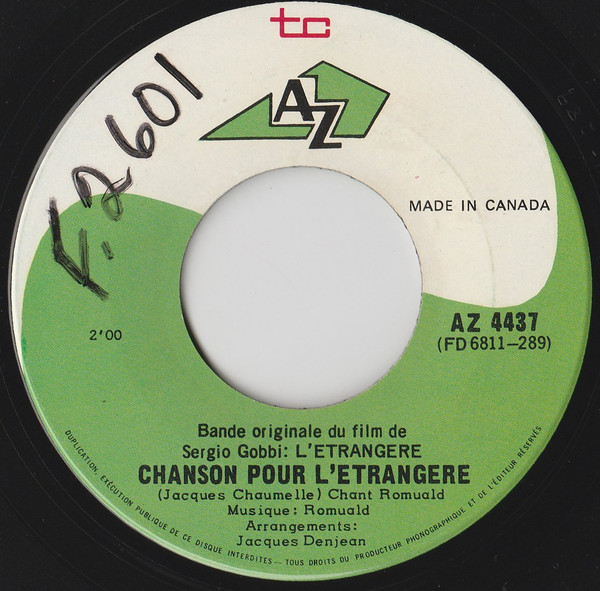 tc
AZ
F.2601
MADE IN CANADA
2'00
AZ 4437
(FD 6811-289)
Bande originale du film de
Sergio Gobbi: L'ETRANGERE
CHANSON POUR L'ETRANGERE
(Jacques Chaumelle) Chant Romuald
Musique: Romuald
Arrangements:
Jacques Denjean
DUPLICATION, EXÉCUTION PUBLIQUE DE CE DISQUE INTERDITES - TOUS DROITS DU PRODUCTEUR PHONOGRAPHIQUE ET DE L'ÉDITEUR RÉSERVÉS